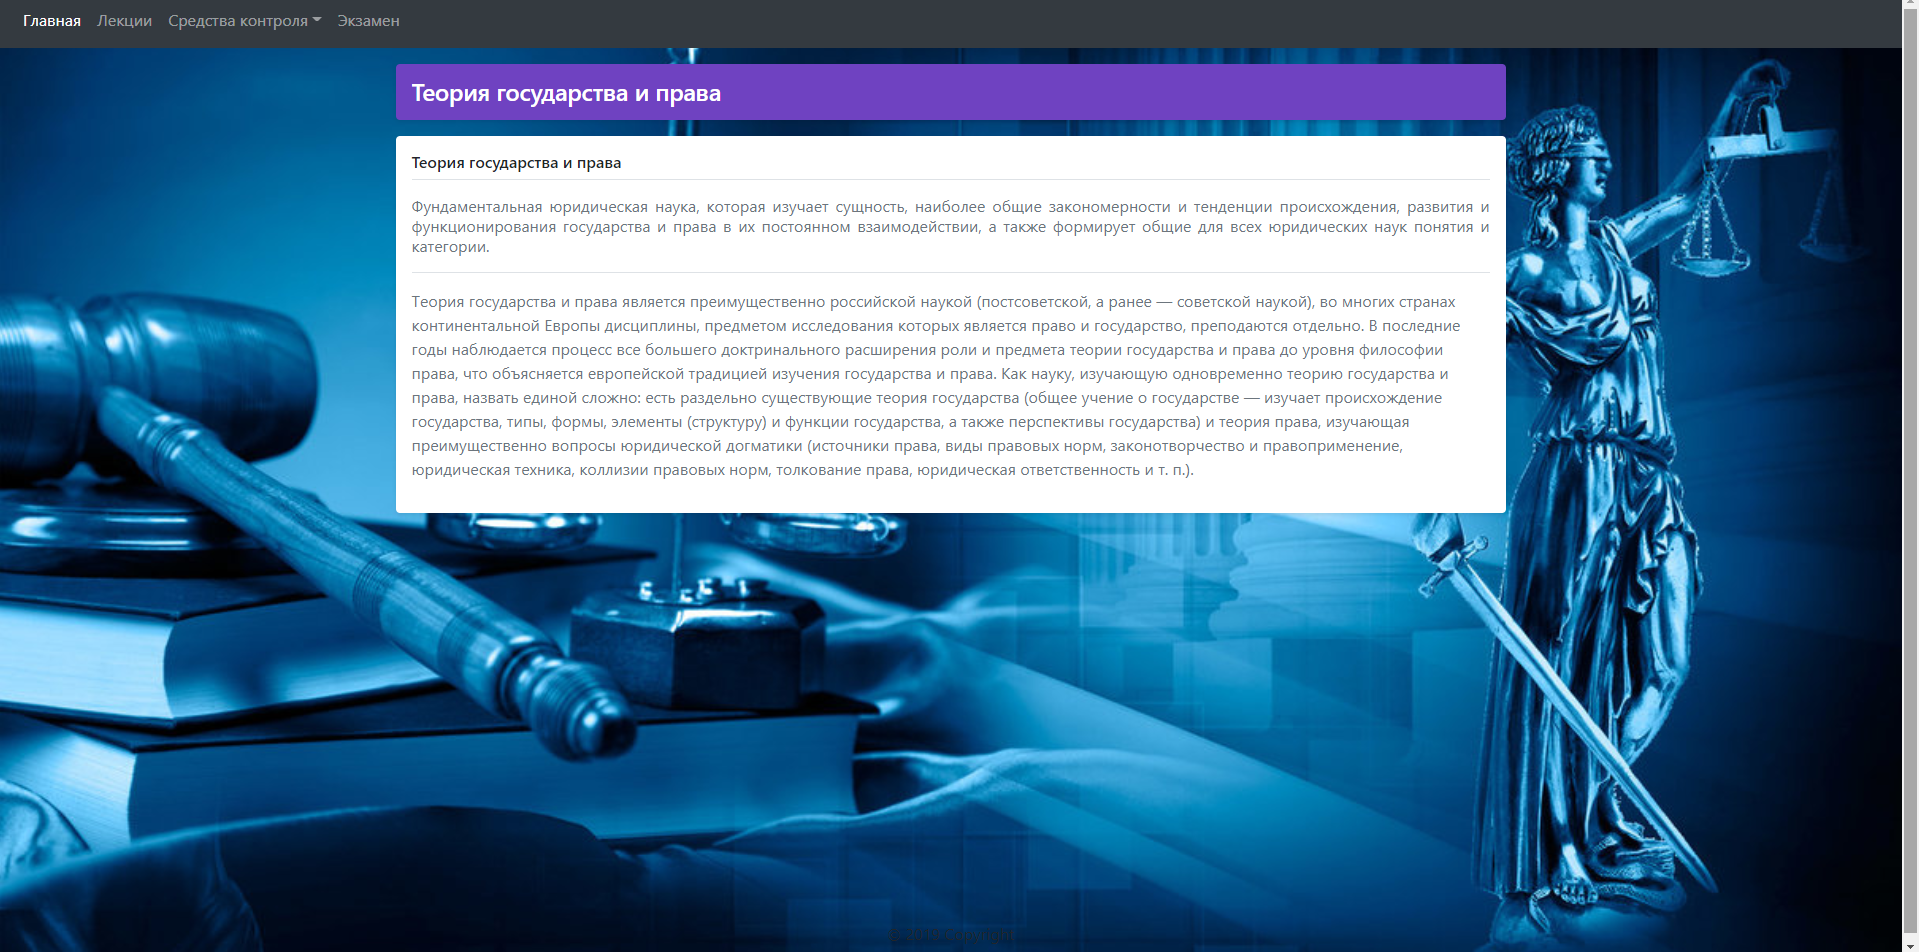 Главная Лекции Средства контроля Экзамен
Теория государства и права
Теория государства и права
Фундаментальная юридическая наука, которая изучает сущность, наиболее общие закономерности и тенденции происхождения, развития и
функционирования государства и права в их постоянном взаимодействии, а также формирует общие для всех юридических наук понятия и
категории.
Теория государства и права является преимущественно российской наукой (постсоветской, а ранее — советской наукой), во многих странах
континентальной Европы дисциплины, предметом исследования которых является право и государство, преподаются отдельно. В последние
годы наблюдается процесс все большего доктринального расширения роли и предмета теории государства и права до уровня философии
права, что объясняется европейской традицией изучения государства и права. Как науку, изучающую одновременно теорию государства и
права, назвать единой сложно: есть раздельно существующие теория государства (общее учение о государстве — изучает происхождение
государства, типы, формы, элементы (структуру) и функции государства, а также перспективы государства) и теория права, изучающая
преимущественно вопросы юридической догматики (источники права, виды правовых норм, законотворчество и правоприменение,
юридическая техника, коллизии правовых норм, толкование права, юридическая ответственность и т. п.).